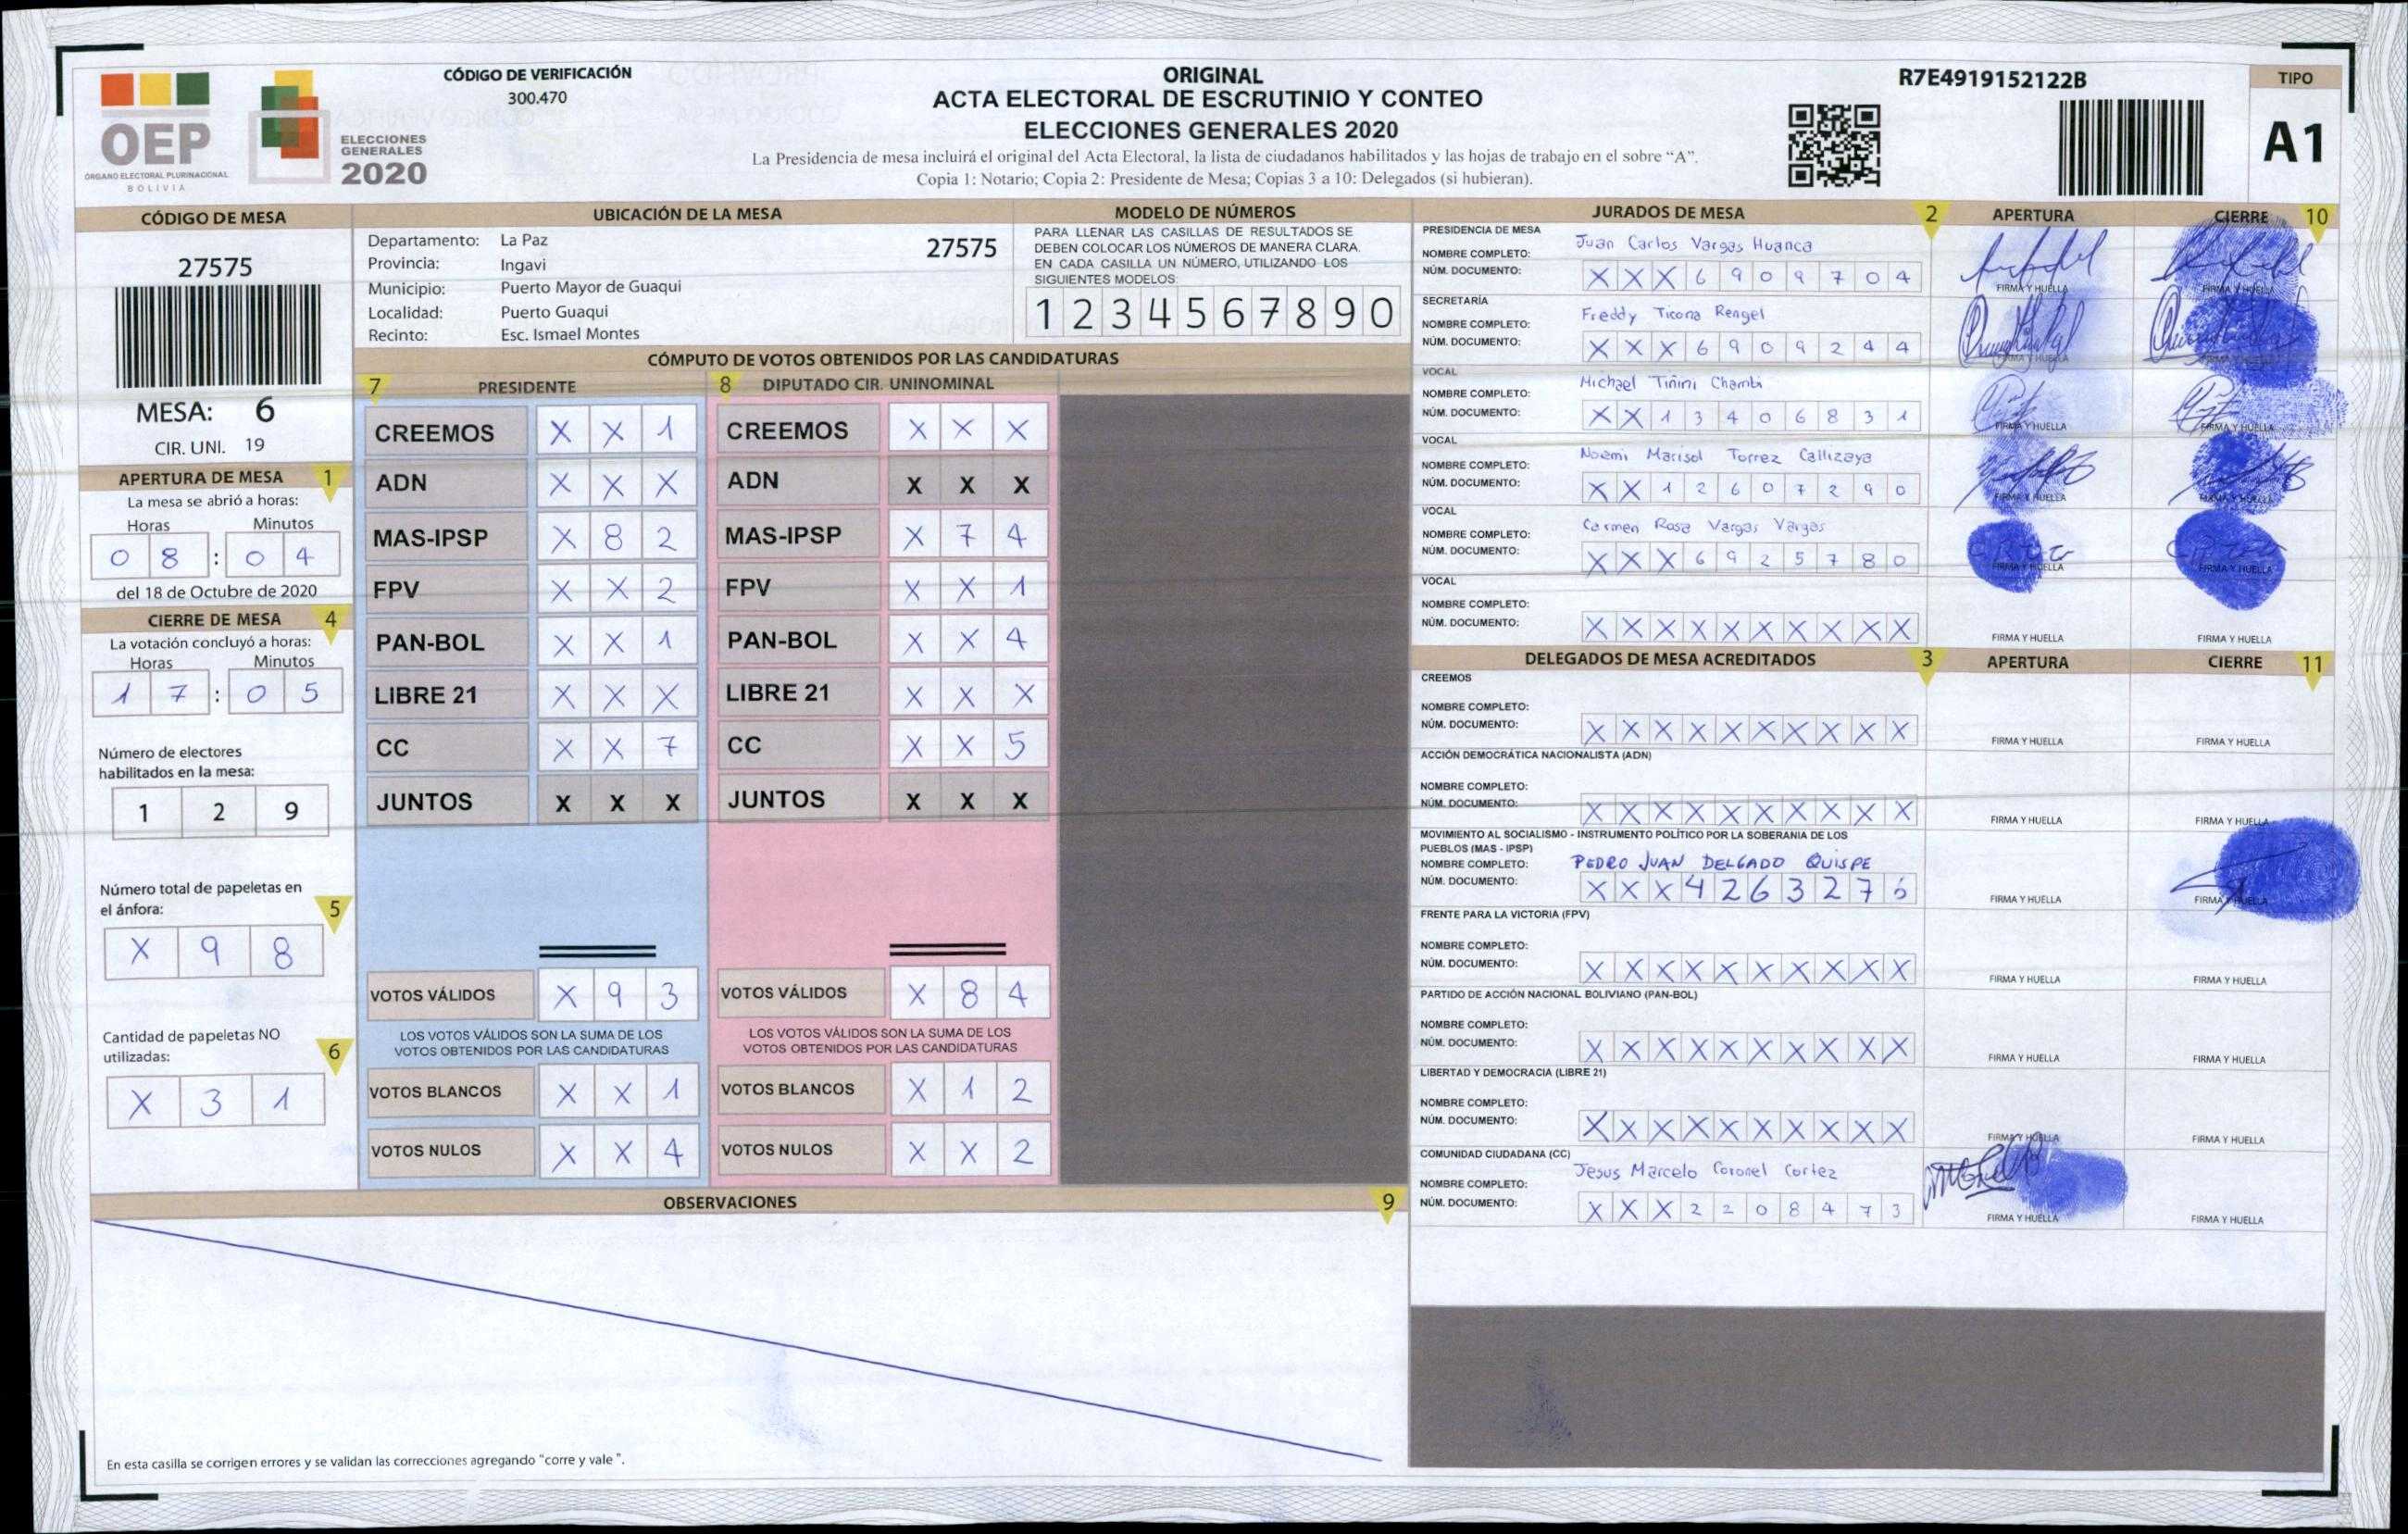 OEP
ÓRGANO ELECTORAL PLURINACIONAL
BOLIVIA
ELECCIONES
GENERALES
2020
CÓDIGO DE VERIFICACIÓN
300.470
ORIGINAL
ACTA ELECTORAL DE ESCRUTINIO Y CONTEO
ELECCIONES GENERALES 2020
La Presidencia de mesa incluirá el original del Acta Electoral, la lista de ciudadanos habilitados y las hojas de trabajo en el sobre “A”.
Copia 1: Notario; Copia 2: Presidente de Mesa; Copias 3 a 10: Delegados (si hubieran).
R7E4919152122B
TIPO
A1
CÓDIGO DE MESA
27575
MESA: 6
CIR. UNI. 19
APERTURA DE MESA 1
La mesa se abrió a horas:
Horas Minutos
0 8 : 0 4
del 18 de Octubre de 2020
CIERRE DE MESA 4
La votación concluyó a horas:
Horas Minutos
1 7 : 0 5
Número de electores
habilitados en la mesa:
1 2 9
Número total de papeletas en
el ánfora: 5
X 9 8
Cantidad de papeletas NO
utilizadas: 6
X 3 1
UBICACIÓN DE LA MESA
Departamento: La Paz 27575
Provincia: Ingavi
Municipio: Puerto Mayor de Guaqui
Localidad: Puerto Guaqui
Recinto: Esc. Ismael Montes
MODELO DE NÚMEROS
PARA LLENAR LAS CASILLAS DE RESULTADOS SE
DEBEN COLOCAR LOS NÚMEROS DE MANERA CLARA.
EN CADA CASILLA UN NÚMERO, UTILIZANDO LOS
SIGUIENTES MODELOS:
1 2 3 4 5 6 7 8 9 0
CÓMPUTO DE VOTOS OBTENIDOS POR LAS CANDIDATURAS
7 PRESIDENTE 8 DIPUTADO CIR. UNINOMINAL
CREEMOS X X 1 CREEMOS X X X
ADN X X X ADN X X X
MAS-IPSP X 8 2 MAS-IPSP X 7 4
FPV X X 2 FPV X X 1
PAN-BOL X X 1 PAN-BOL X X 4
LIBRE 21 X X X LIBRE 21 X X X
CC X X 7 CC X X 5
JUNTOS X X X JUNTOS X X X
VOTOS VÁLIDOS X 9 3 VOTOS VÁLIDOS X 8 4
LOS VOTOS VÁLIDOS SON LA SUMA DE LOS LOS VOTOS VÁLIDOS SON LA SUMA DE LOS
VOTOS OBTENIDOS POR LAS CANDIDATURAS VOTOS OBTENIDOS POR LAS CANDIDATURAS
VOTOS BLANCOS X X 1 VOTOS BLANCOS X 1 2
VOTOS NULOS X X 4 VOTOS NULOS X X 2
OBSERVACIONES 9
En esta casilla se corrigen errores y se validan las correcciones agregando "corre y vale".
JURADOS DE MESA 2 APERTURA CIERRE 10
PRESIDENCIA DE MESA
NOMBRE COMPLETO: Juan Carlos Vargas Huanca
NÚM. DOCUMENTO: X X X 6 9 0 9 7 0 4 FIRMA Y HUELLA FIRMA Y HUELLA
SECRETARÍA
NOMBRE COMPLETO: Freddy Ticona Rengel
NÚM. DOCUMENTO: X X X 6 9 0 9 2 4 4 FIRMA Y HUELLA FIRMA Y HUELLA
VOCAL
NOMBRE COMPLETO: Michael Tiñini Chambi
NÚM. DOCUMENTO: X X 1 3 4 0 6 8 3 1 FIRMA Y HUELLA FIRMA Y HUELLA
VOCAL
NOMBRE COMPLETO: Noemi Marisol Torrez Callizaya
NÚM. DOCUMENTO: X X 1 2 6 0 7 2 9 0 FIRMA Y HUELLA FIRMA Y HUELLA
VOCAL
NOMBRE COMPLETO: Carmen Rosa Vargas Vargas
NÚM. DOCUMENTO: X X X 6 9 2 5 7 8 0 FIRMA Y HUELLA FIRMA Y HUELLA
VOCAL
NOMBRE COMPLETO:
NÚM. DOCUMENTO: X X X X X X X X X X FIRMA Y HUELLA FIRMA Y HUELLA
DELEGADOS DE MESA ACREDITADOS 3 APERTURA CIERRE 11
CREEMOS
NOMBRE COMPLETO:
NÚM. DOCUMENTO: X X X X X X X X X X FIRMA Y HUELLA FIRMA Y HUELLA
ACCIÓN DEMOCRÁTICA NACIONALISTA (ADN)
NOMBRE COMPLETO:
NÚM. DOCUMENTO: X X X X X X X X X X FIRMA Y HUELLA FIRMA Y HUELLA
MOVIMIENTO AL SOCIALISMO - INSTRUMENTO POLÍTICO POR LA SOBERANIA DE LOS
PUEBLOS (MAS - IPSP)
NOMBRE COMPLETO: PEDRO JUAN DELGADO QUISPE
NÚM. DOCUMENTO: X X X 4 2 6 3 2 7 6 FIRMA Y HUELLA FIRMA Y HUELLA
FRENTE PARA LA VICTORIA (FPV)
NOMBRE COMPLETO:
NÚM. DOCUMENTO: X X X X X X X X X X FIRMA Y HUELLA FIRMA Y HUELLA
PARTIDO DE ACCIÓN NACIONAL BOLIVIANO (PAN-BOL)
NOMBRE COMPLETO:
NÚM. DOCUMENTO: X X X X X X X X X X FIRMA Y HUELLA FIRMA Y HUELLA
LIBERTAD Y DEMOCRACIA (LIBRE 21)
NOMBRE COMPLETO:
NÚM. DOCUMENTO: X X X X X X X X X X FIRMA Y HUELLA FIRMA Y HUELLA
COMUNIDAD CIUDADANA (CC)
NOMBRE COMPLETO: Jesus Marcelo Coronel Cortez
NÚM. DOCUMENTO: X X X 2 2 0 8 4 7 3 FIRMA Y HUELLA FIRMA Y HUELLA